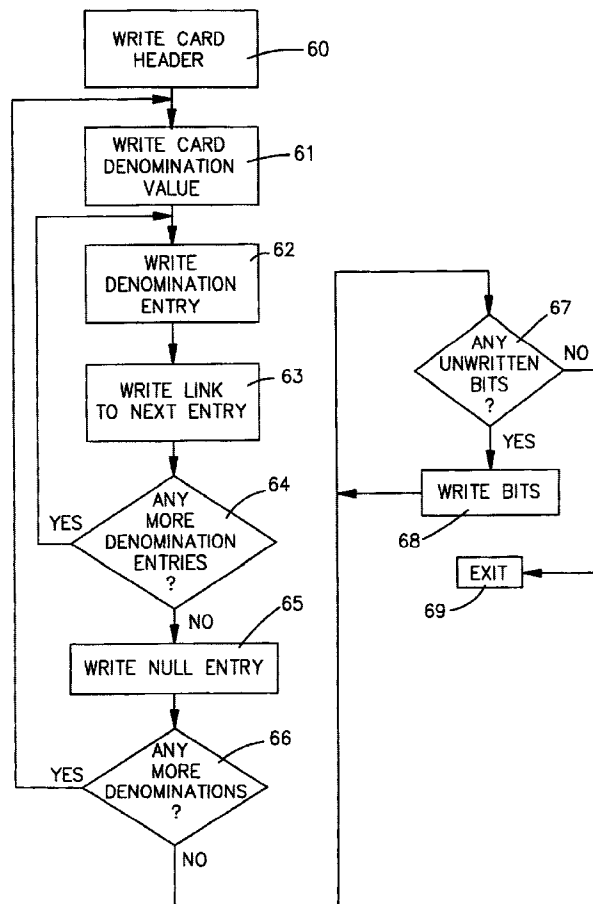 WRITE CARD
HEADER
60
WRITE CARD
DENOMINATION
VALUE
61
WRITE
DENOMINATION
ENTRY
62
WRITE LINK
TO NEXT ENTRY
63
ANY
MORE
DENOMINATION
ENTRIES
?
64
YES
NO
WRITE NULL ENTRY
65
ANY
MORE
DENOMINATIONS
?
66
YES
NO
ANY
UNWRITTEN
BITS
?
67
NO
YES
WRITE BITS
68
EXIT
69